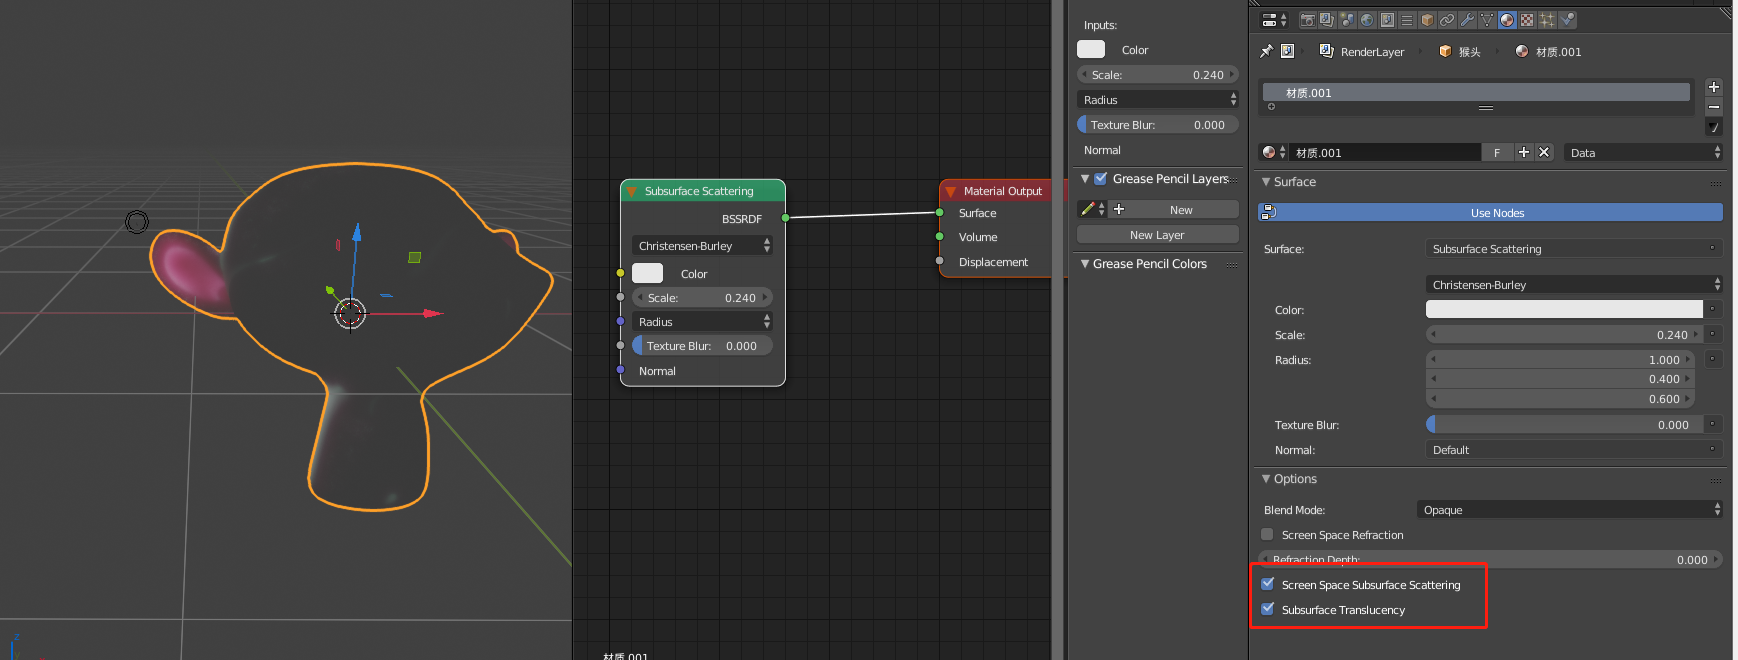 Subsurface Scattering
BSSRDF
Christensen-Burley
Color
Scale: 0.240
Radius
Texture Blur: 0.000
Normal
Material Output
Surface
Volume
Displacement
材质.001
Inputs:
Color
Scale: 0.240
Radius
Texture Blur: 0.000
Normal
Grease Pencil Layers
New
New Layer
Grease Pencil Colors
RenderLayer 猴头 材质.001
材质.001
材质.001 F Data
Surface
Use Nodes
Surface: Subsurface Scattering
Christensen-Burley
Color:
Scale: 0.240
Radius: 1.000
0.400
0.600
Texture Blur: 0.000
Normal: Default
Options
Blend Mode: Opaque
Screen Space Refraction
Refraction Depth: 0.000
Screen Space Subsurface Scattering
Subsurface Translucency
z
y